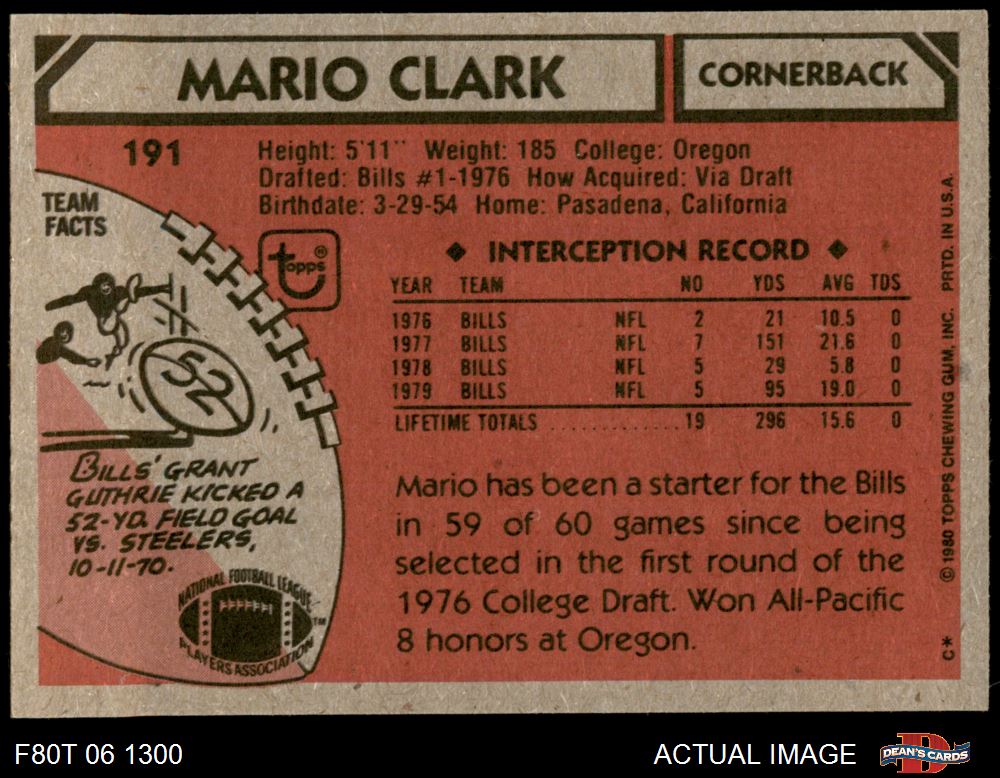 MARIO CLARK
CORNERBACK
191
Height: 5'11" Weight: 185 College: Oregon
Drafted: Bills #1-1976 How Acquired: Via Draft
Birthdate: 3-29-54 Home: Pasadena, California
TEAM
FACTS
topps®
◆ INTERCEPTION RECORD ◆
YEAR TEAM NO YDS AVG TDS
1976 BILLS NFL 2 21 10.5 0
1977 BILLS NFL 7 151 21.6 0
1978 BILLS NFL 5 29 5.8 0
1979 BILLS NFL 5 95 19.0 0
LIFETIME TOTALS ............. 19 296 15.6 0
52
BILLS' GRANT
GUTHRIE KICKED A
52-YD. FIELD GOAL
VS. STEELERS,
10-11-70.
NATIONAL FOOTBALL LEAGUE
PLAYERS ASSOCIATION
TM
Mario has been a starter for the Bills
in 59 of 60 games since being
selected in the first round of the
1976 College Draft. Won All-Pacific
8 honors at Oregon.
C* © 1980 TOPPS CHEWING GUM, INC. PRTD. IN U.S.A.
F80T 06 1300
ACTUAL IMAGE
DEAN'S CARDS